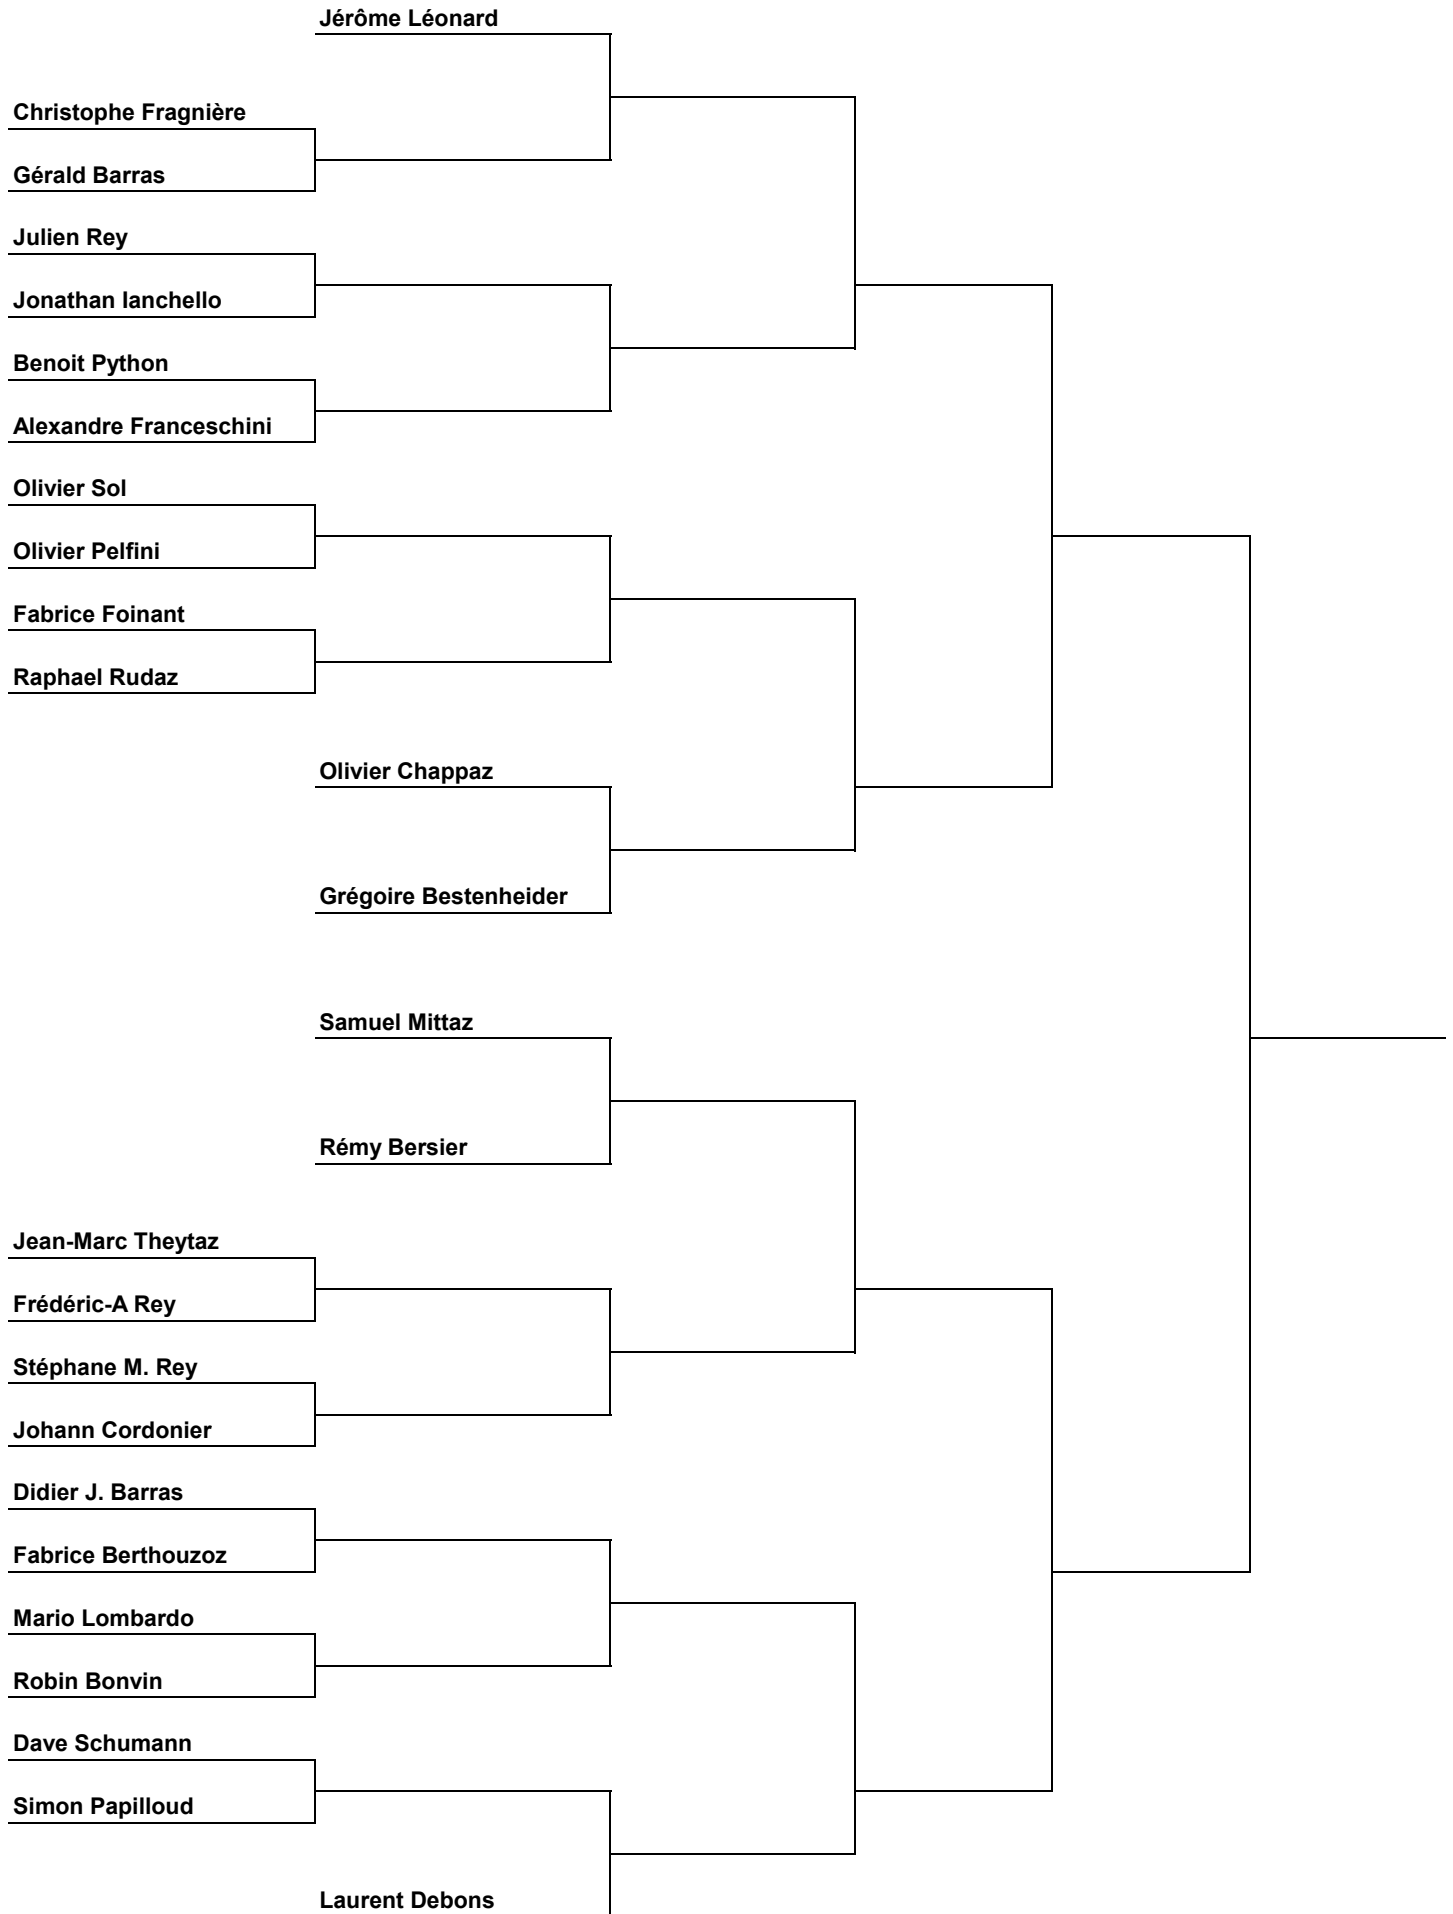 Jérôme Léonard
Christophe Fragnière
Gérald Barras
Julien Rey
Jonathan Ianchello
Benoit Python
Alexandre Franceschini
Olivier Sol
Olivier Pelfini
Fabrice Foinant
Raphael Rudaz
Olivier Chappaz
Grégoire Bestenheider
Samuel Mittaz
Rémy Bersier
Jean-Marc Theytaz
Frédéric-A Rey
Stéphane M. Rey
Johann Cordonier
Didier J. Barras
Fabrice Berthouzoz
Mario Lombardo
Robin Bonvin
Dave Schumann
Simon Papilloud
Laurent Debons